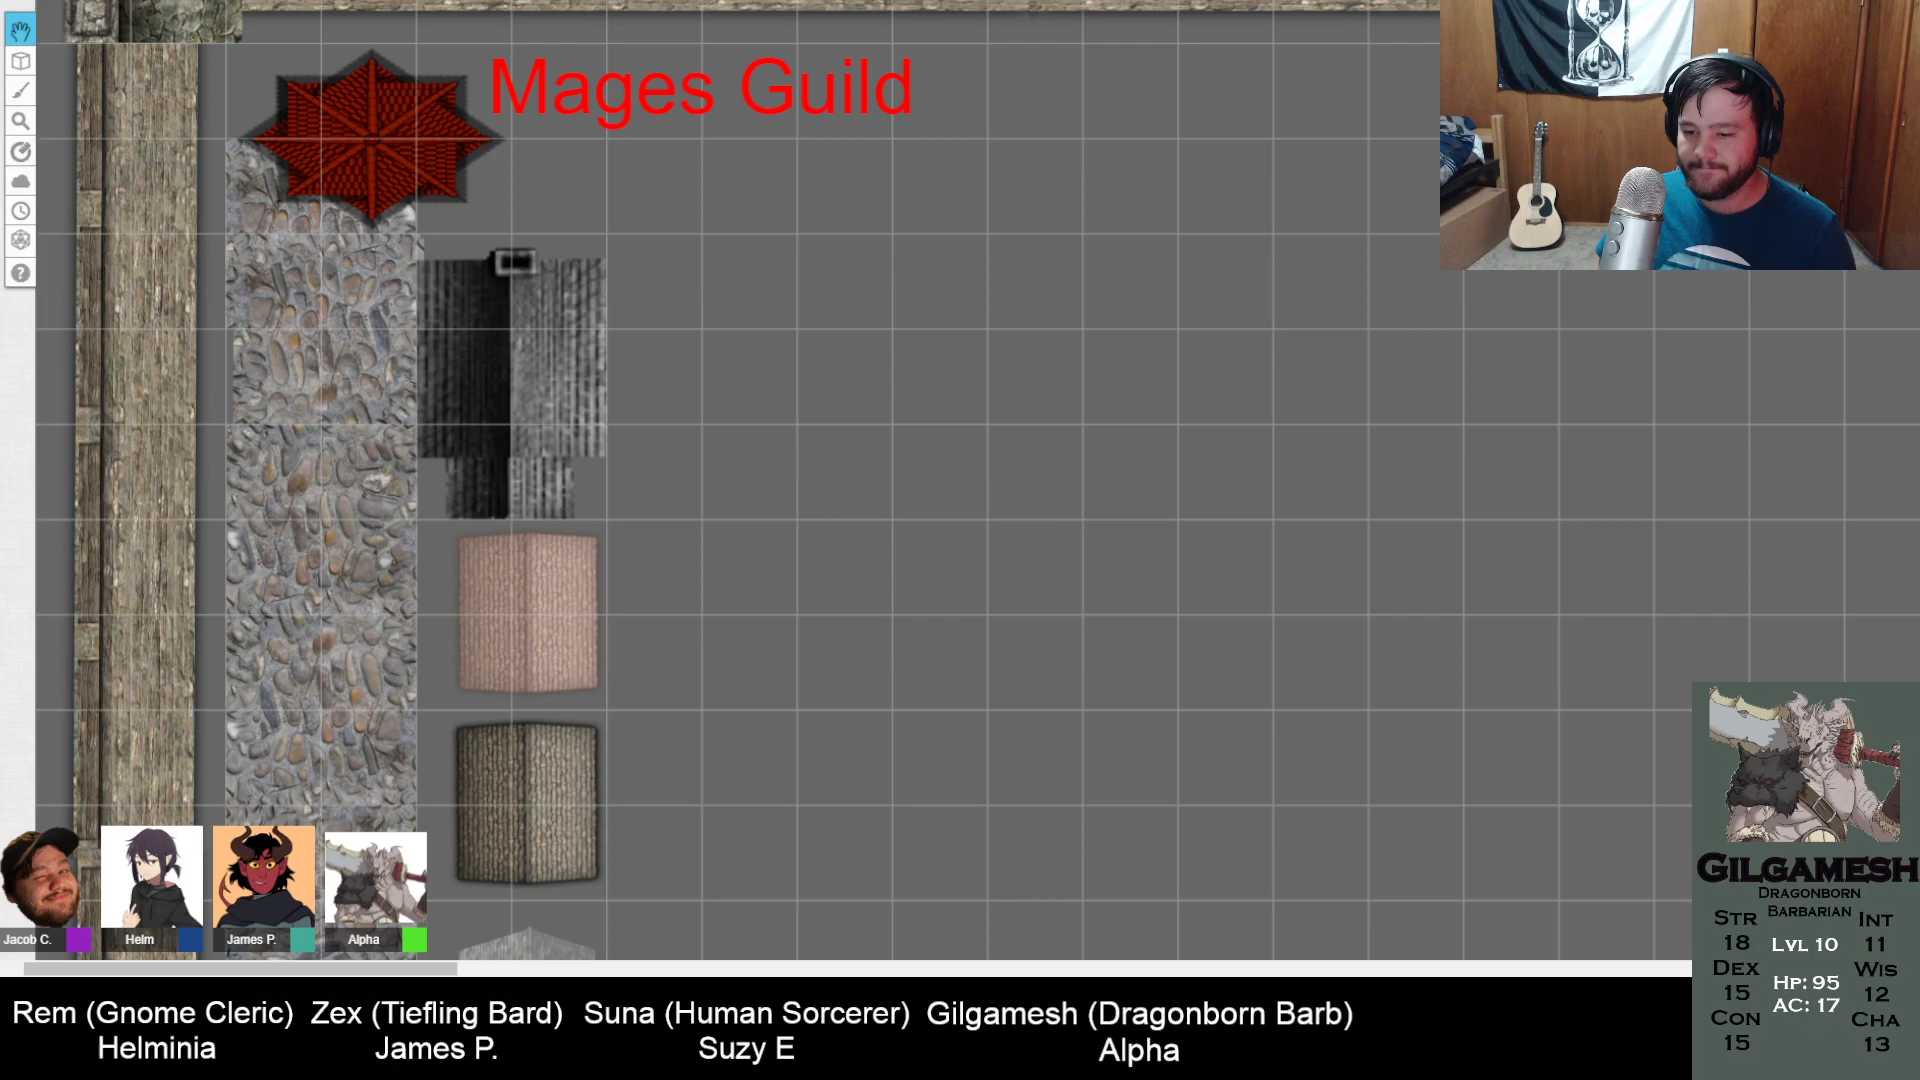 Mages Guild
Jacob C.
Helm
James P.
Alpha
Rem (Gnome Cleric)
Helminia
Zex (Tiefling Bard)
James P.
Suna (Human Sorcerer)
Suzy E
Gilgamesh (Dragonborn Barb)
Alpha
Gilgamesh
Dragonborn
Barbarian
Str
18
Dex
15
Con
15
Lvl 10
Hp: 95
AC: 17
Int
11
Wis
12
Cha
13